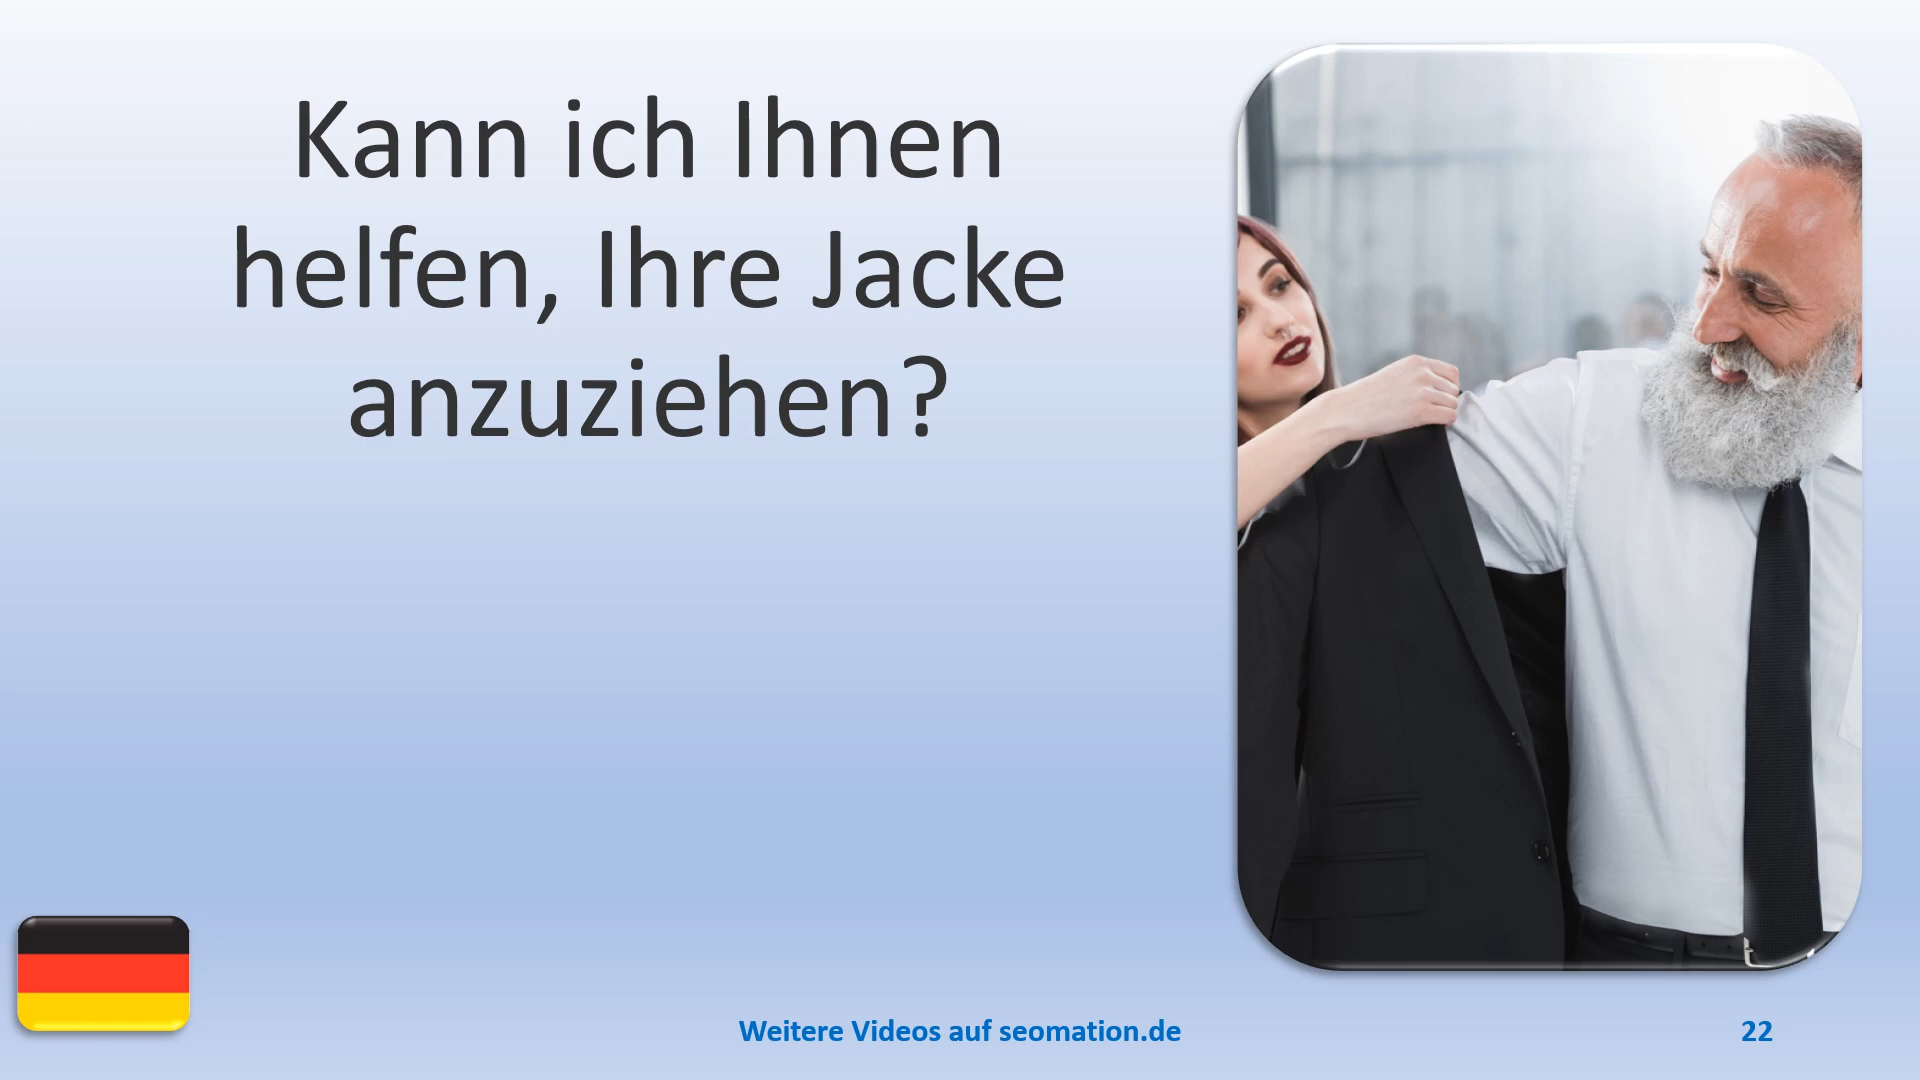 Kann ich Ihnen
helfen, Ihre Jacke
anzuziehen?
Weitere Videos auf seomation.de
22